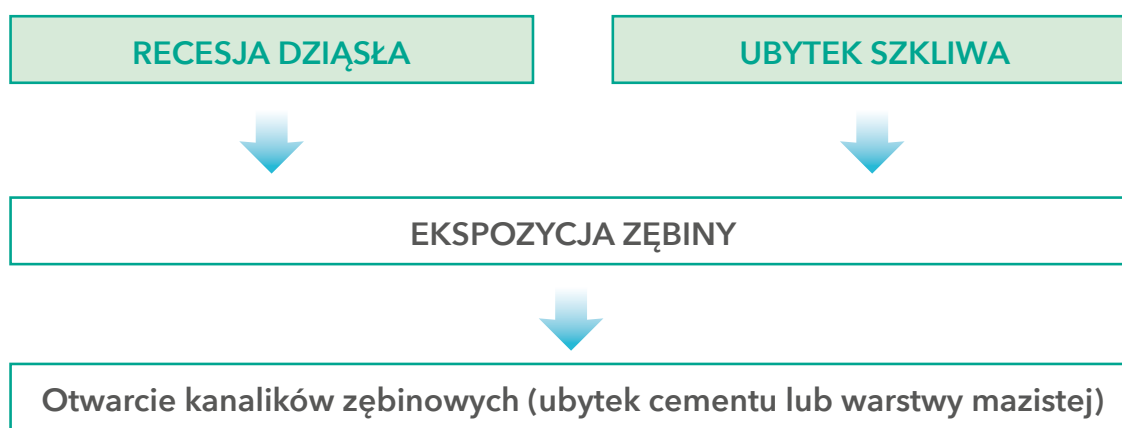 RECESJA DZIĄSŁA
UBYTEK SZKLIWA
EKSPOZYCJA ZĘBINY
Otwarcie kanalików zębinowych (ubytek cementu lub warstwy mazistej)